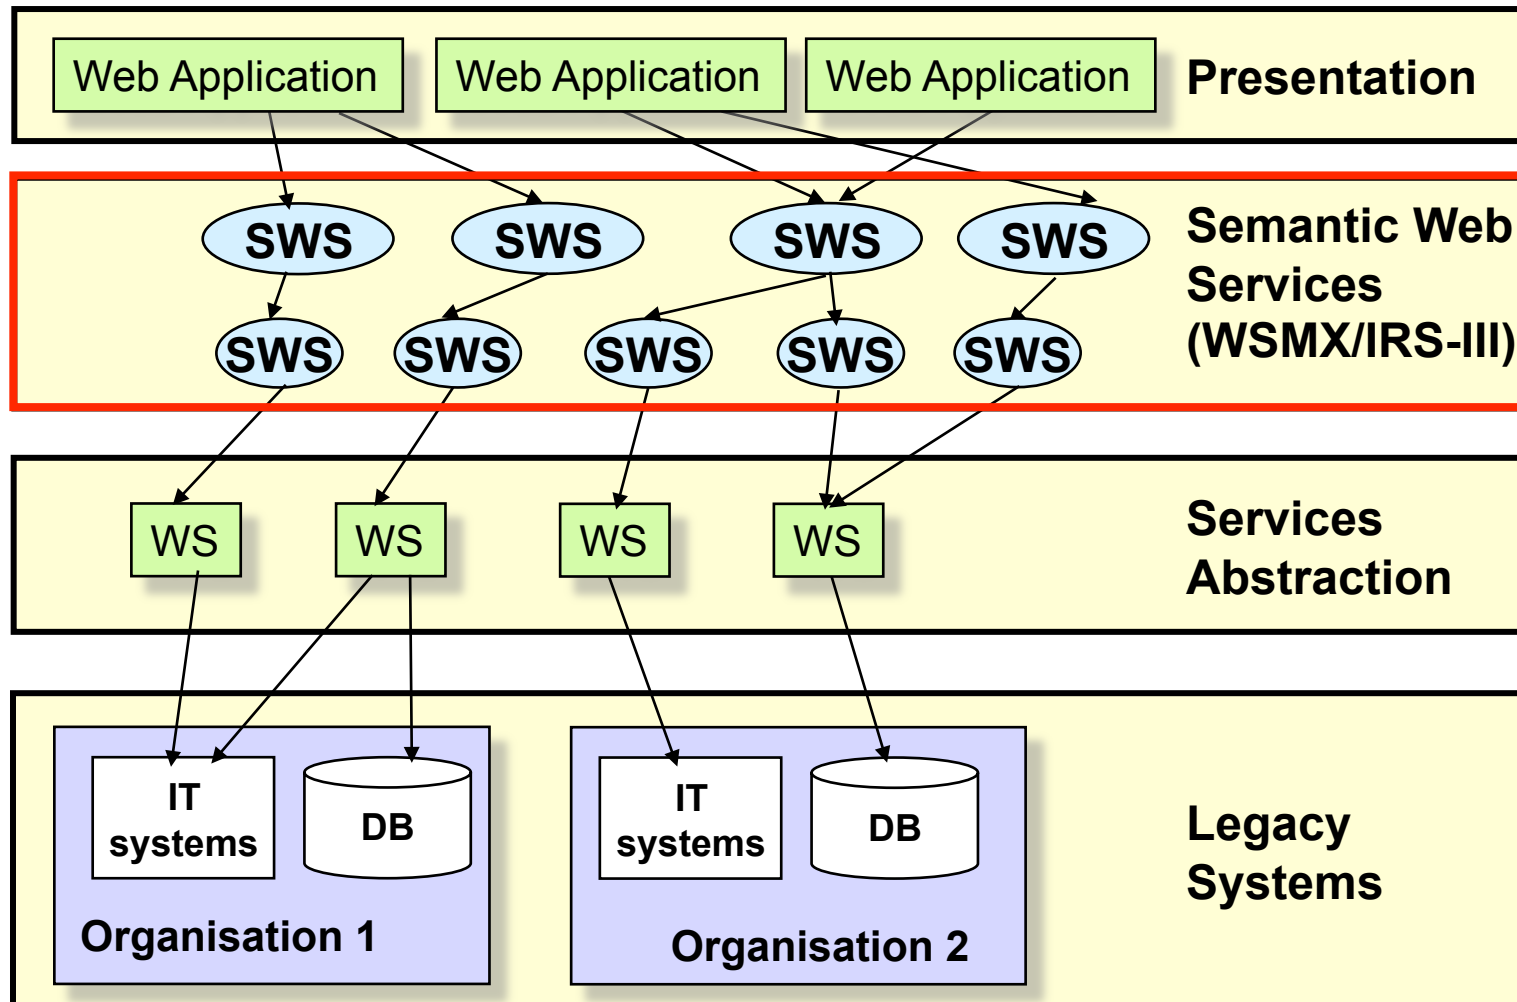 Web Application
Web Application
Web Application
Presentation
SWS
SWS
SWS
SWS
Semantic Web
Services
(WSMX/IRS-III)
SWS
SWS
SWS
SWS
SWS
WS
WS
WS
WS
Services
Abstraction
IT
systems
DB
Organisation 1
IT
systems
DB
Organisation 2
Legacy
Systems